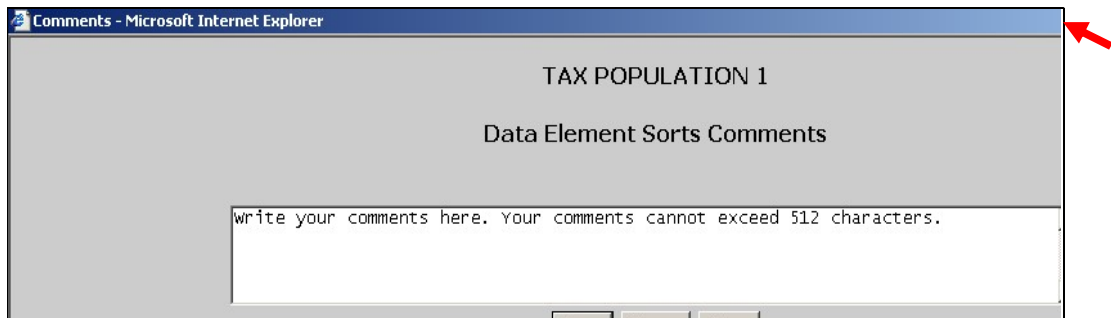 Comments - Microsoft Internet Explorer
TAX POPULATION 1
Data Element Sorts Comments
Write your comments here. Your comments cannot exceed 512 characters.